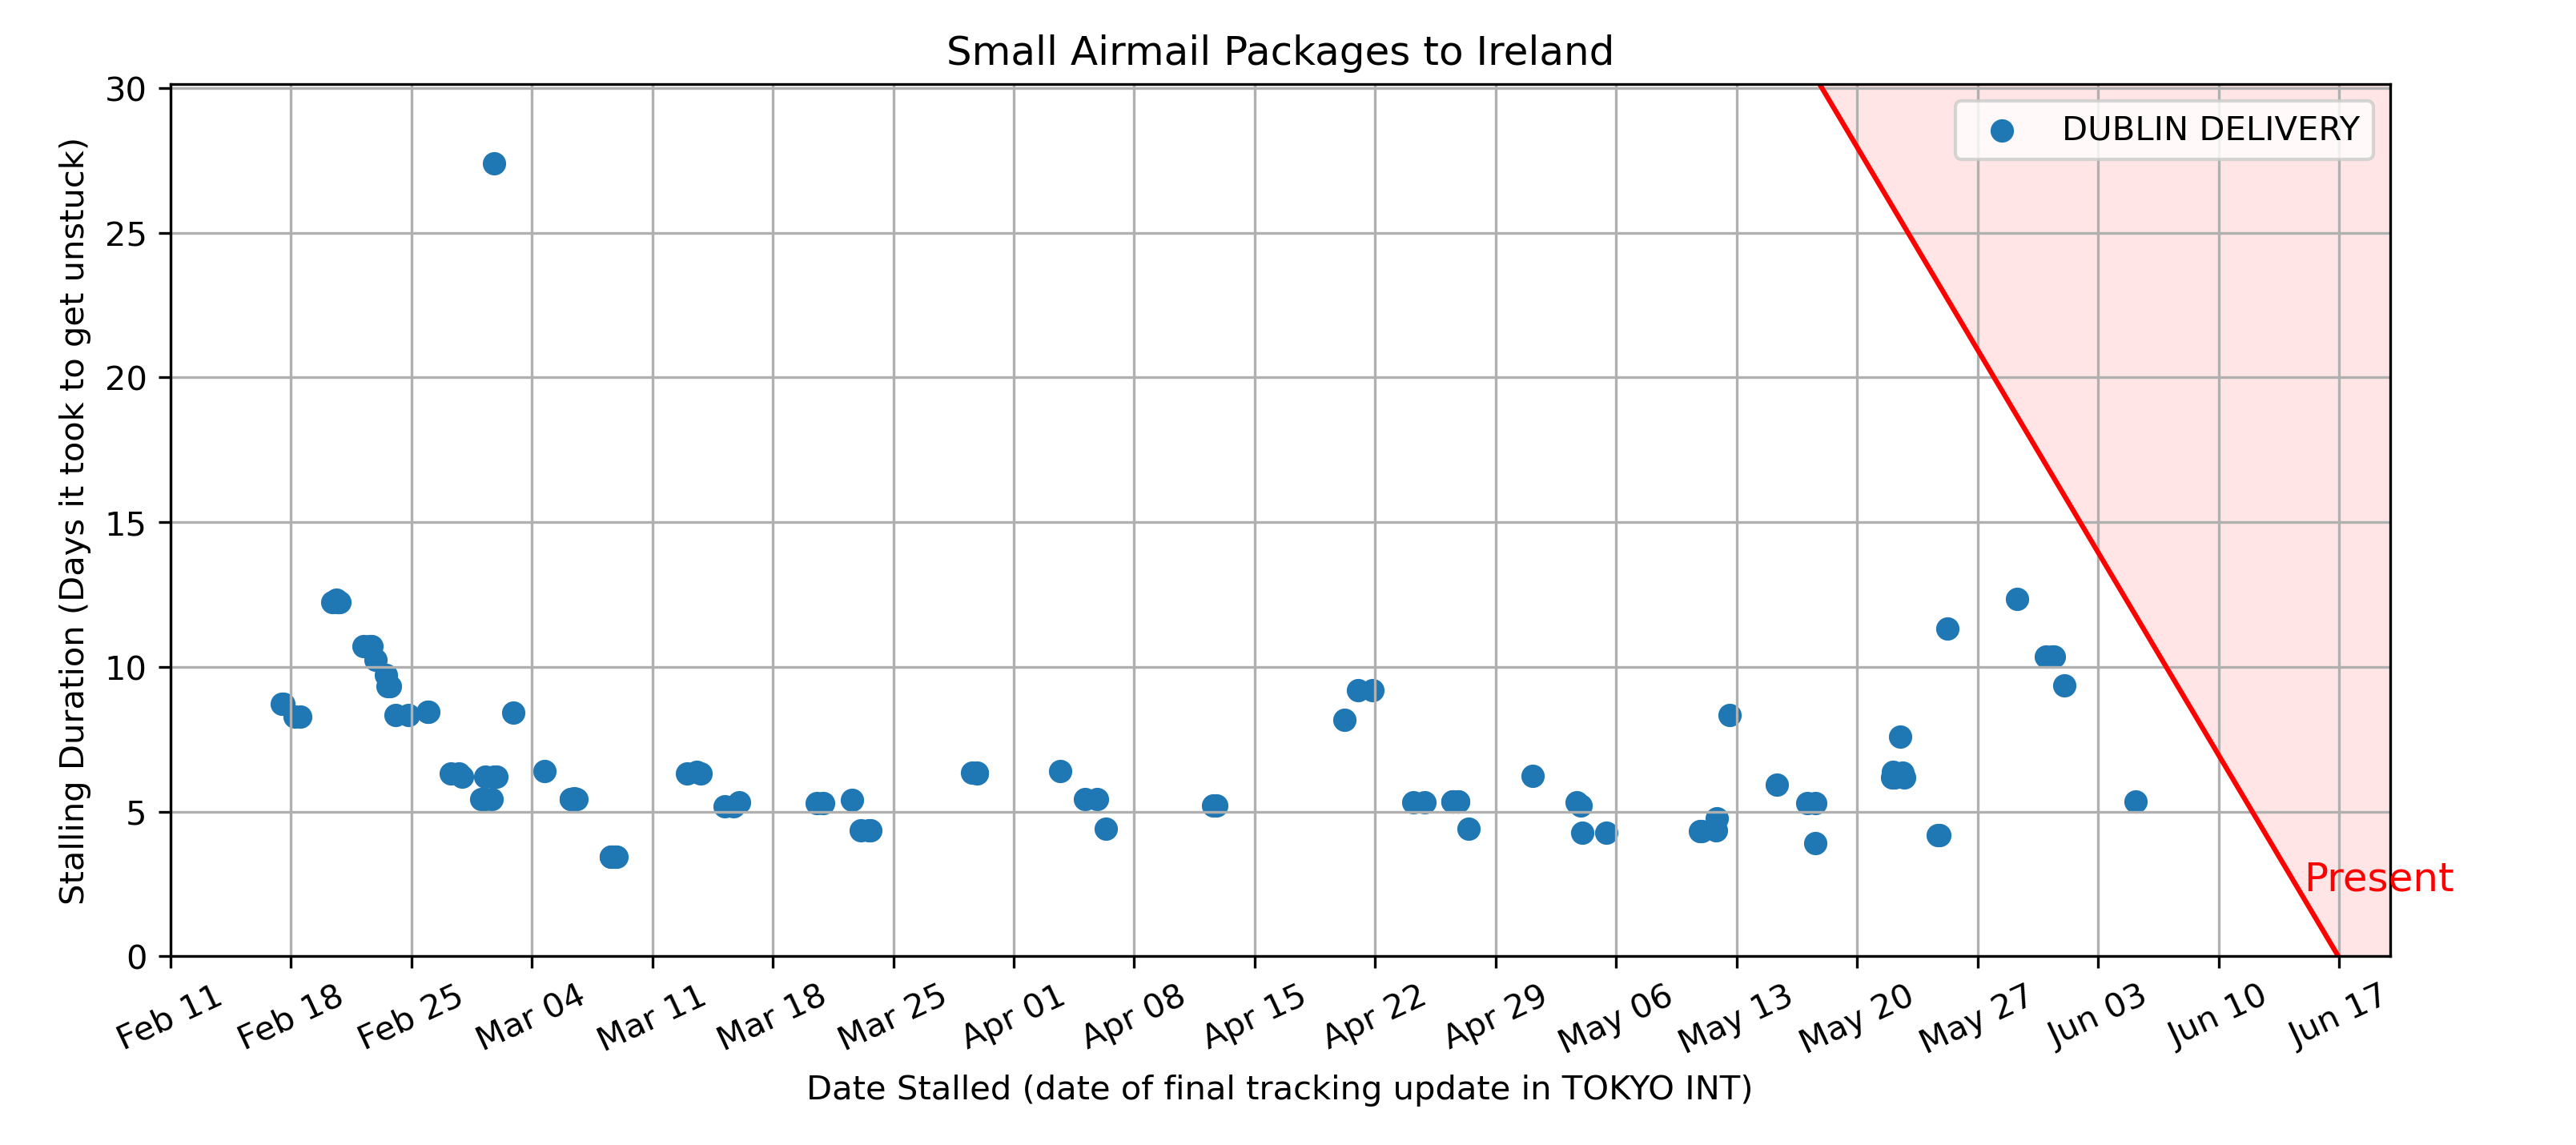 Small Airmail Packages to Ireland
Stalling Duration (Days it took to get unstuck)
30
25
20
15
10
5
0
DUBLIN DELIVERY
Present
Feb 11
Feb 18
Feb 25
Mar 04
Mar 11
Mar 18
Mar 25
Apr 01
Apr 08
Apr 15
Apr 22
Apr 29
May 06
May 13
May 20
May 27
Jun 03
Jun 10
Jun 17
Date Stalled (date of final tracking update in TOKYO INT)